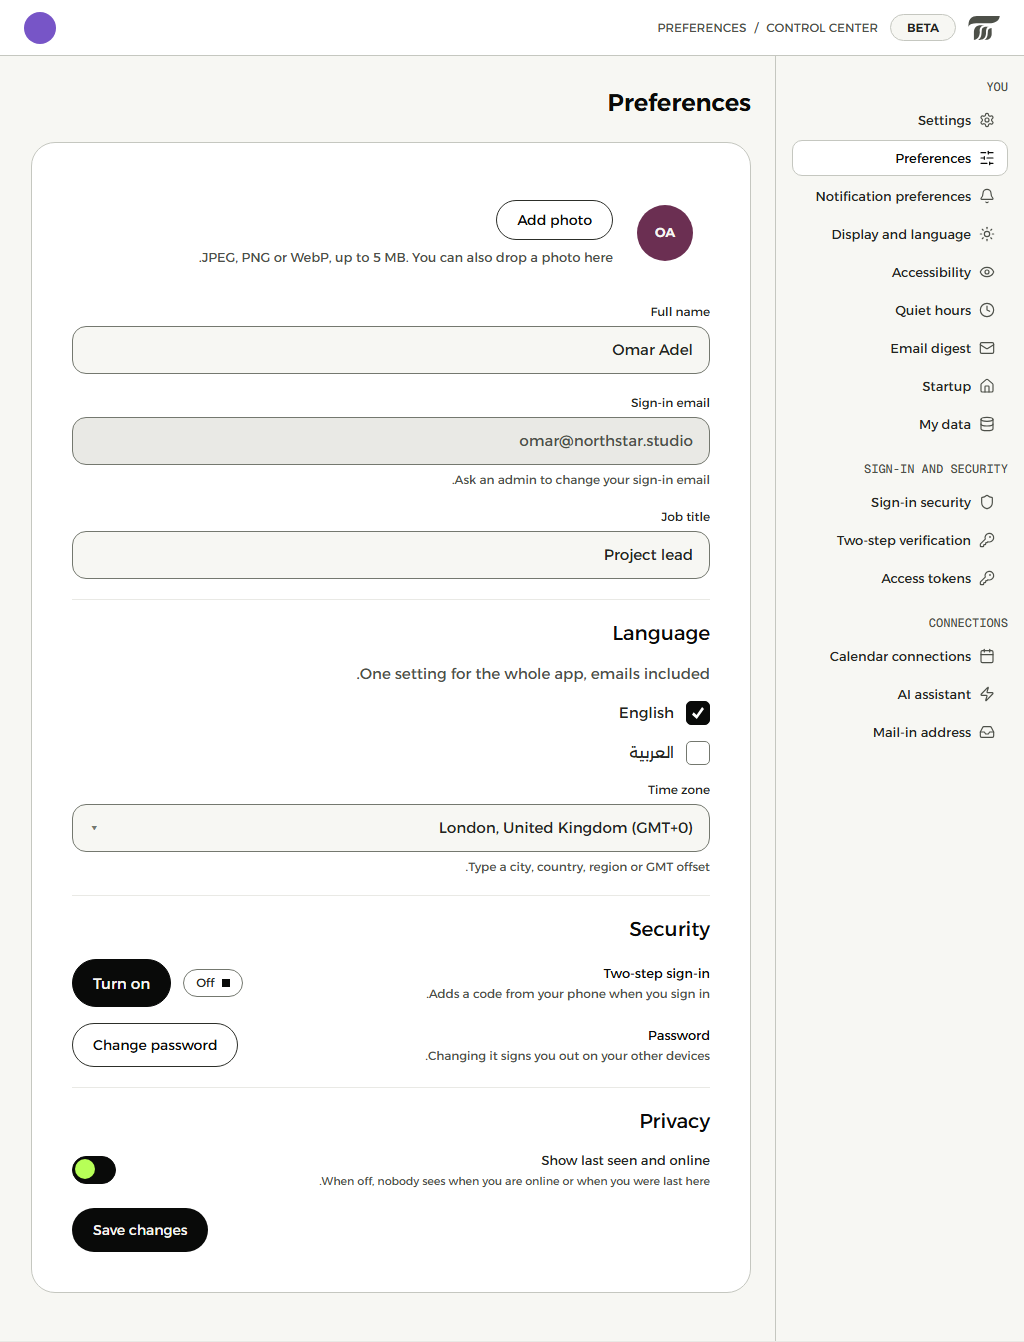 PREFERENCES / CONTROL CENTER
BETA
YOU
Settings
Preferences
Notification preferences
Display and language
Accessibility
Quiet hours
Email digest
Startup
My data
SIGN-IN AND SECURITY
Sign-in security
Two-step verification
Access tokens
CONNECTIONS
Calendar connections
AI assistant
Mail-in address
Preferences
OA
Add photo
.JPEG, PNG or WebP, up to 5 MB. You can also drop a photo here
Full name
Omar Adel
Sign-in email
omar@northstar.studio
.Ask an admin to change your sign-in email
Job title
Project lead
Language
.One setting for the whole app, emails included
English
العربية
Time zone
London, United Kingdom (GMT+0)
.Type a city, country, region or GMT offset
Security
Two-step sign-in
.Adds a code from your phone when you sign in
Off
Turn on
Password
.Changing it signs you out on your other devices
Change password
Privacy
Show last seen and online
.When off, nobody sees when you are online or when you were last here
Save changes